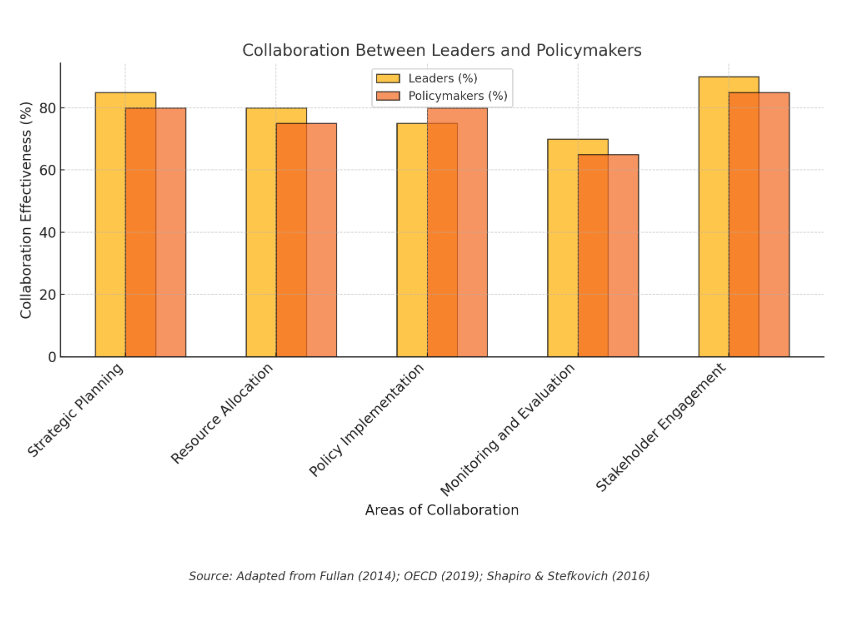 Collaboration Between Leaders and Policymakers
Leaders (%)
Policymakers (%)
Collaboration Effectiveness (%)
80
60
40
20
0
Strategic Planning
Resource Allocation
Policy Implementation
Monitoring and Evaluation
Stakeholder Engagement
Areas of Collaboration
Source: Adapted from Fullan (2014); OECD (2019); Shapiro & Stefkovich (2016)